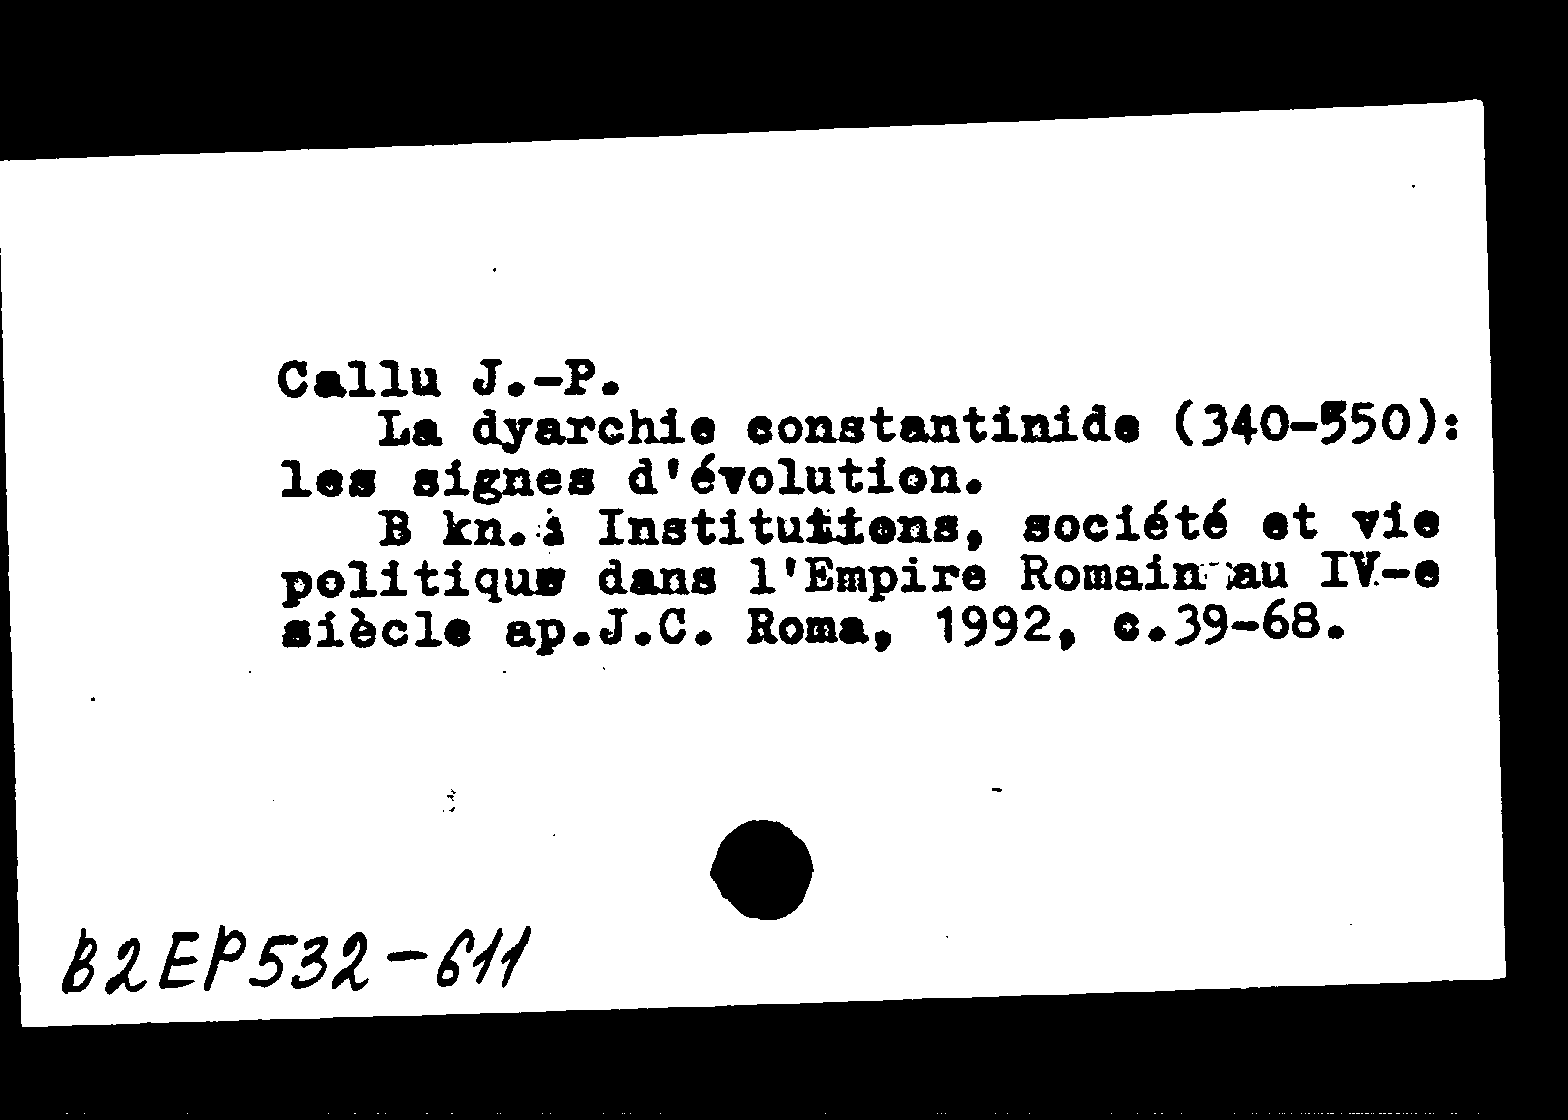 Callu J.-P.
La dyarchie constantinide (340-350):
les signes d'évolution.
В kn.: Institutions, société et vie
politique dans l'Empire Romain au IV-e
siècle ap.J.C. Roma, 1992, c.39-68.
B2EP532-611